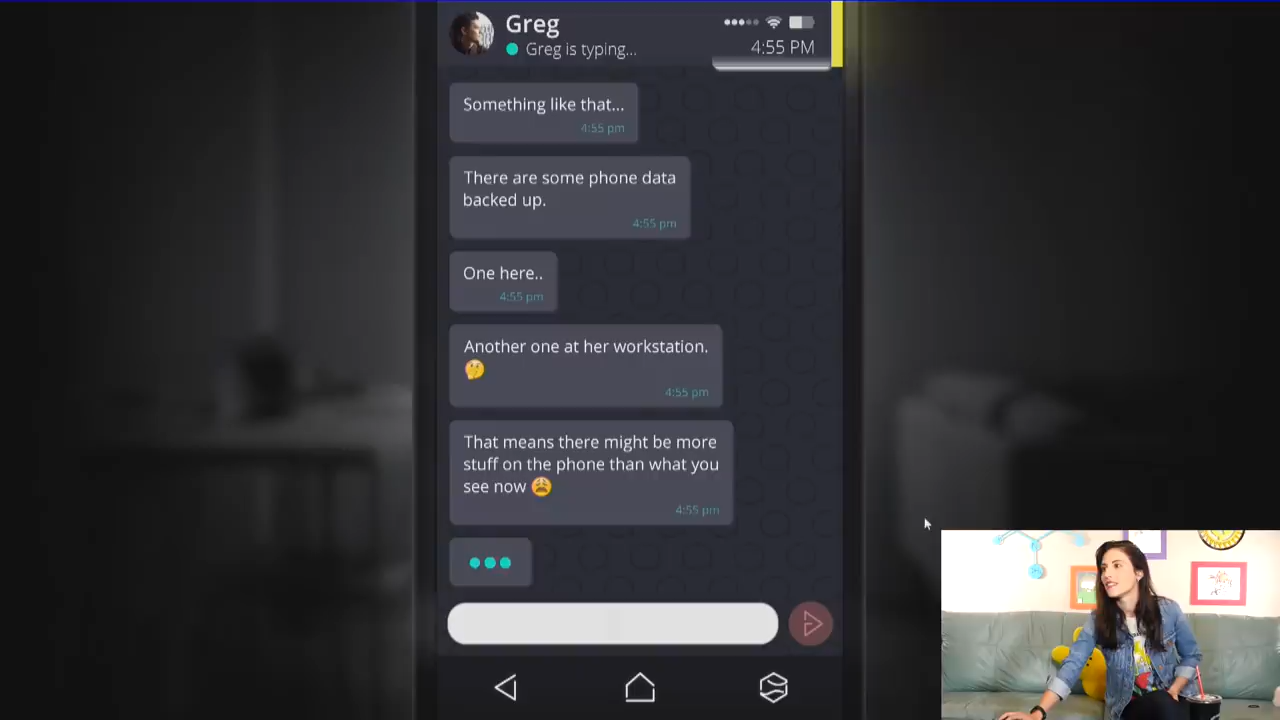 Greg
Greg is typing...
4:55 PM
Something like that...
4:55 pm
There are some phone data
backed up.
4:55 pm
One here..
4:55 pm
Another one at her workstation.
🤔
4:55 pm
That means there might be more
stuff on the phone than what you
see now 😩
4:55 pm